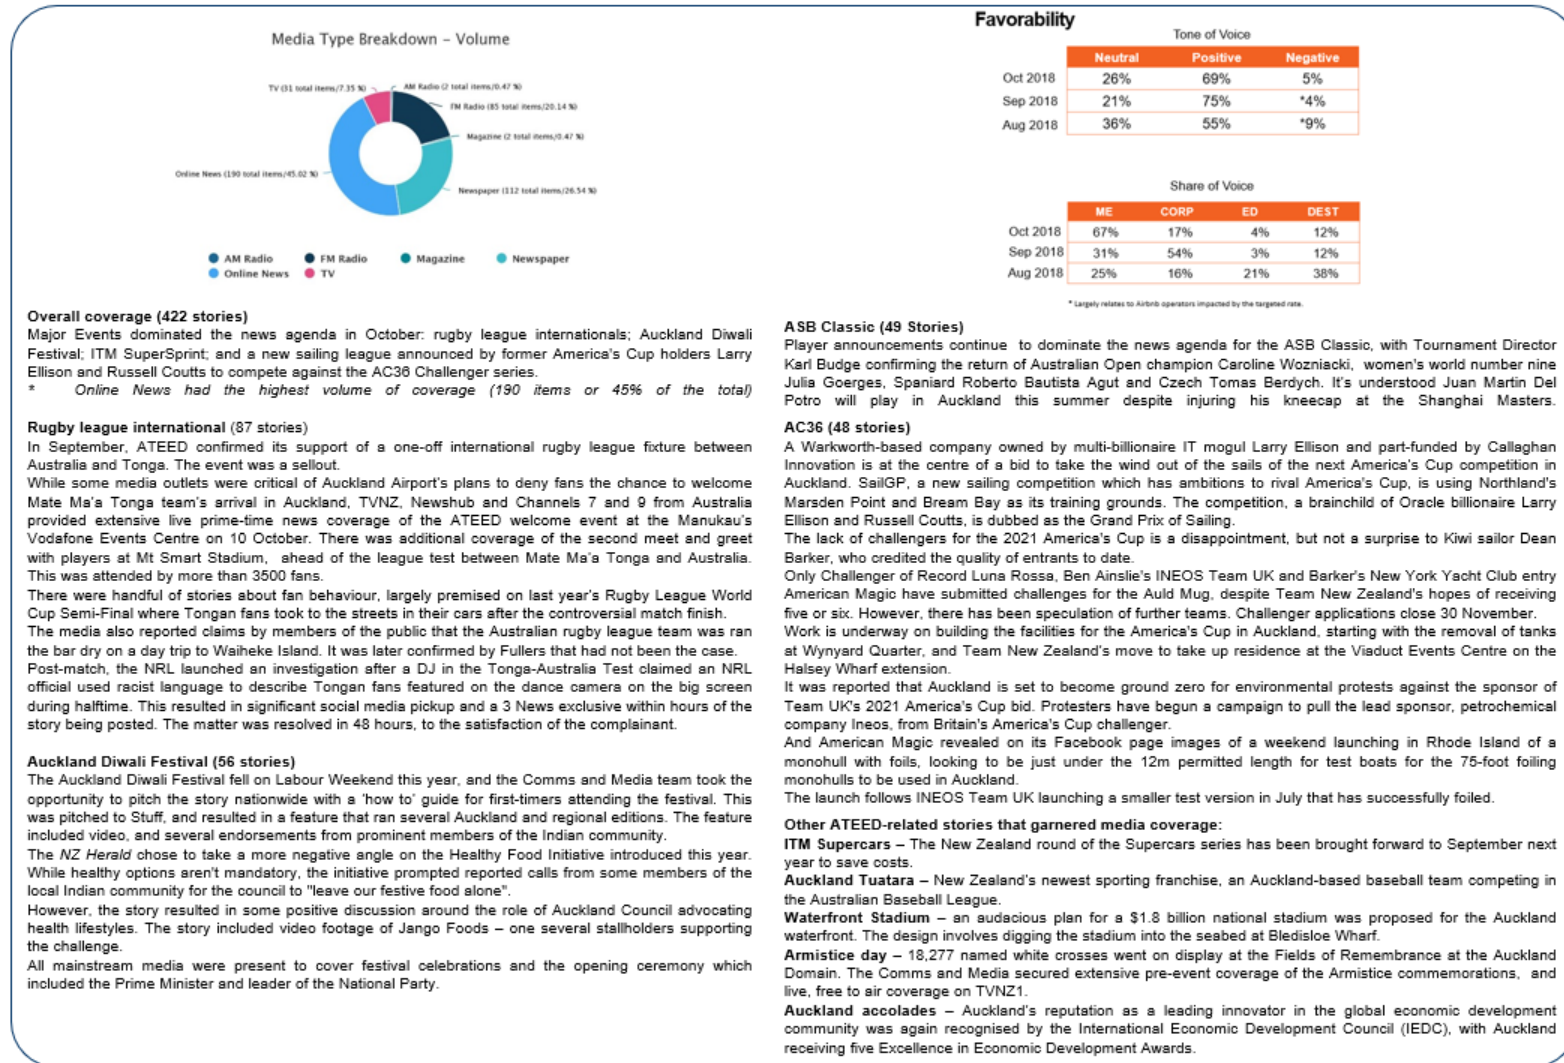 Media Type Breakdown – Volume
TV (31 total items/7.35 %)
AM Radio (2 total items/0.47 %)
FM Radio (85 total items/20.14 %)
Magazine (2 total items/0.47 %)
Online News (190 total items/45.02 %)
Newspaper (112 total items/26.54 %)
AM Radio FM Radio Magazine Newspaper
Online News TV
Overall coverage (422 stories)
Major Events dominated the news agenda in October: rugby league internationals; Auckland Diwali
Festival; ITM SuperSprint; and a new sailing league announced by former America's Cup holders Larry
Ellison and Russell Coutts to compete against the AC36 Challenger series.
* Online News had the highest volume of coverage (190 items or 45% of the total)
Rugby league international (87 stories)
In September, ATEED confirmed its support of a one-off international rugby league fixture between
Australia and Tonga. The event was a sellout.
While some media outlets were critical of Auckland Airport's plans to deny fans the chance to welcome
Mate Ma'a Tonga team's arrival in Auckland, TVNZ, Newshub and Channels 7 and 9 from Australia
provided extensive live prime-time news coverage of the ATEED welcome event at the Manukau's
Vodafone Events Centre on 10 October. There was additional coverage of the second meet and greet
with players at Mt Smart Stadium, ahead of the league test between Mate Ma'a Tonga and Australia.
This was attended by more than 3500 fans.
There were handful of stories about fan behaviour, largely premised on last year's Rugby League World
Cup Semi-Final where Tongan fans took to the streets in their cars after the controversial match finish.
The media also reported claims by members of the public that the Australian rugby league team was ran
the bar dry on a day trip to Waiheke Island. It was later confirmed by Fullers that had not been the case.
Post-match, the NRL launched an investigation after a DJ in the Tonga-Australia Test claimed an NRL
official used racist language to describe Tongan fans featured on the dance camera on the big screen
during halftime. This resulted in significant social media pickup and a 3 News exclusive within hours of the
story being posted. The matter was resolved in 48 hours, to the satisfaction of the complainant.
Auckland Diwali Festival (56 stories)
The Auckland Diwali Festival fell on Labour Weekend this year, and the Comms and Media team took the
opportunity to pitch the story nationwide with a 'how to' guide for first-timers attending the festival. This
was pitched to Stuff, and resulted in a feature that ran several Auckland and regional editions. The feature
included video, and several endorsements from prominent members of the Indian community.
The NZ Herald chose to take a more negative angle on the Healthy Food Initiative introduced this year.
While healthy options aren't mandatory, the initiative prompted reported calls from some members of the
local Indian community for the council to "leave our festive food alone".
However, the story resulted in some positive discussion around the role of Auckland Council advocating
health lifestyles. The story included video footage of Jango Foods – one several stallholders supporting
the challenge.
All mainstream media were present to cover festival celebrations and the opening ceremony which
included the Prime Minister and leader of the National Party.
Favorability
Tone of Voice
Neutral Positive Negative
Oct 2018 26% 69% 5%
Sep 2018 21% 75% *4%
Aug 2018 36% 55% *9%
Share of Voice
ME CORP ED DEST
Oct 2018 67% 17% 4% 12%
Sep 2018 31% 54% 3% 12%
Aug 2018 25% 16% 21% 38%
* Largely relates to Airbnb operators impacted by the targeted rate.
ASB Classic (49 Stories)
Player announcements continue to dominate the news agenda for the ASB Classic, with Tournament Director
Karl Budge confirming the return of Australian Open champion Caroline Wozniacki, women's world number nine
Julia Goerges, Spaniard Roberto Bautista Agut and Czech Tomas Berdych. It's understood Juan Martin Del
Potro will play in Auckland this summer despite injuring his kneecap at the Shanghai Masters.
AC36 (48 stories)
A Warkworth-based company owned by multi-billionaire IT mogul Larry Ellison and part-funded by Callaghan
Innovation is at the centre of a bid to take the wind out of the sails of the next America's Cup competition in
Auckland. SailGP, a new sailing competition which has ambitions to rival America's Cup, is using Northland's
Marsden Point and Bream Bay as its training grounds. The competition, a brainchild of Oracle billionaire Larry
Ellison and Russell Coutts, is dubbed as the Grand Prix of Sailing.
The lack of challengers for the 2021 America's Cup is a disappointment, but not a surprise to Kiwi sailor Dean
Barker, who credited the quality of entrants to date.
Only Challenger of Record Luna Rossa, Ben Ainslie's INEOS Team UK and Barker's New York Yacht Club entry
American Magic have submitted challenges for the Auld Mug, despite Team New Zealand's hopes of receiving
five or six. However, there has been speculation of further teams. Challenger applications close 30 November.
Work is underway on building the facilities for the America's Cup in Auckland, starting with the removal of tanks
at Wynyard Quarter, and Team New Zealand's move to take up residence at the Viaduct Events Centre on the
Halsey Wharf extension.
It was reported that Auckland is set to become ground zero for environmental protests against the sponsor of
Team UK's 2021 America's Cup bid. Protesters have begun a campaign to pull the lead sponsor, petrochemical
company Ineos, from Britain's America's Cup challenger.
And American Magic revealed on its Facebook page images of a weekend launching in Rhode Island of a
monohull with foils, looking to be just under the 12m permitted length for test boats for the 75-foot foiling
monohulls to be used in Auckland.
The launch follows INEOS Team UK launching a smaller test version in July that has successfully foiled.
Other ATEED-related stories that garnered media coverage:
ITM Supercars – The New Zealand round of the Supercars series has been brought forward to September next
year to save costs.
Auckland Tuatara – New Zealand's newest sporting franchise, an Auckland-based baseball team competing in
the Australian Baseball League.
Waterfront Stadium – an audacious plan for a $1.8 billion national stadium was proposed for the Auckland
waterfront. The design involves digging the stadium into the seabed at Bledisloe Wharf.
Armistice day – 18,277 named white crosses went on display at the Fields of Remembrance at the Auckland
Domain. The Comms and Media secured extensive pre-event coverage of the Armistice commemorations, and
live, free to air coverage on TVNZ1.
Auckland accolades – Auckland's reputation as a leading innovator in the global economic development
community was again recognised by the International Economic Development Council (IEDC), with Auckland
receiving five Excellence in Economic Development Awards.